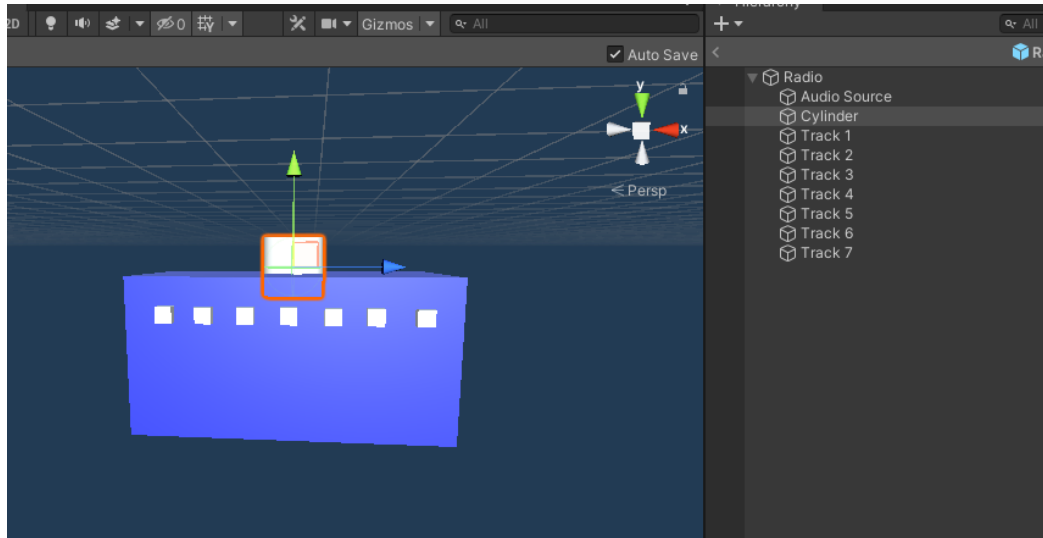 2D 0 Gizmos All
Hierarchy
All
Auto Save
R
y
x
Persp
Radio
Audio Source
Cylinder
Track 1
Track 2
Track 3
Track 4
Track 5
Track 6
Track 7